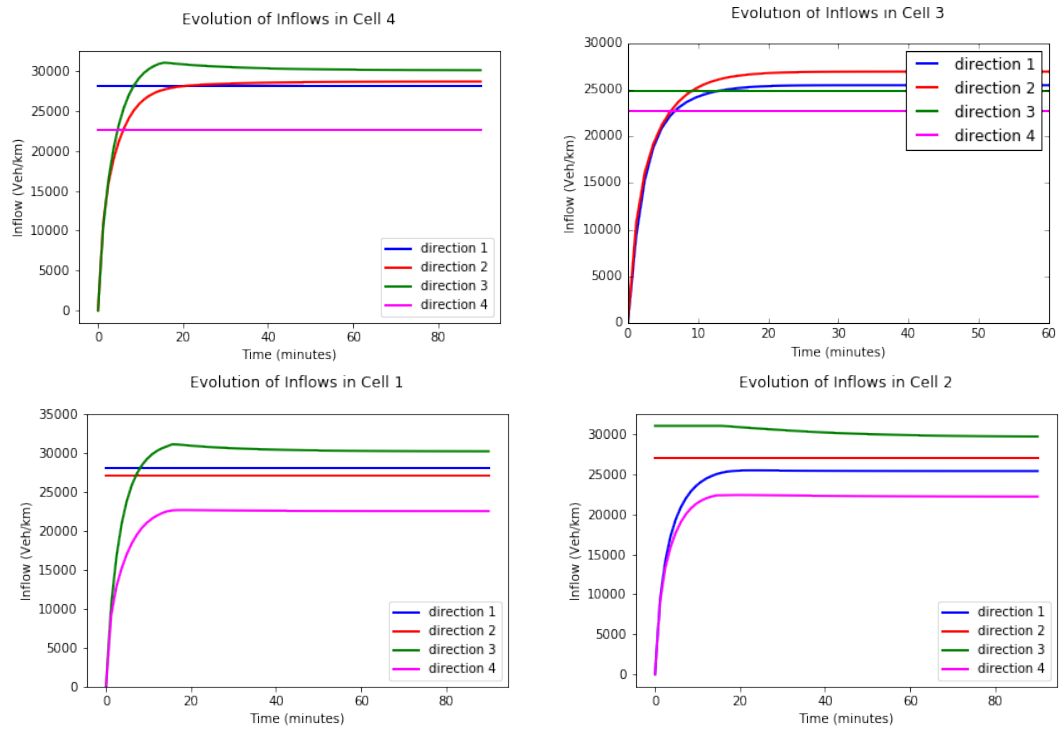 Evolution of Inflows in Cell 4
30000
25000
20000
15000
10000
5000
0
Inflow (Veh/km)
direction 1
direction 2
direction 3
direction 4
0 20 40 60 80
Time (minutes)
Evolution of Inflows in Cell 3
30000
25000
20000
15000
10000
5000
0
Inflow (Veh/km)
direction 1
direction 2
direction 3
direction 4
0 10 20 30 40 50 60
Time (minutes)
Evolution of Inflows in Cell 1
35000
30000
25000
20000
15000
10000
5000
0
Inflow (Veh/km)
direction 1
direction 2
direction 3
direction 4
0 20 40 60 80
Time (minutes)
Evolution of Inflows in Cell 2
30000
25000
20000
15000
10000
5000
0
Inflow (Veh/km)
direction 1
direction 2
direction 3
direction 4
0 20 40 60 80
Time (minutes)